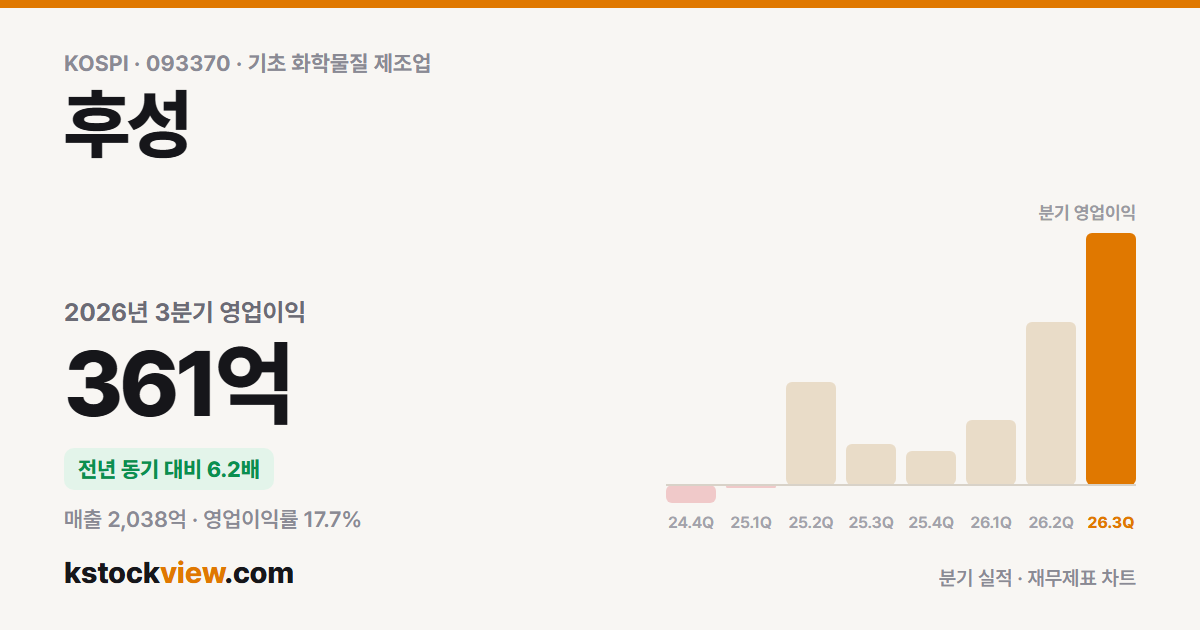 KOSPI · 093370 · 기초 화학물질 제조업
후성
분기 영업이익
2026년 3분기 영업이익
361억
전년 동기 대비 6.2배
매출 2,038억 · 영업이익률 17.7%
24.4Q 25.1Q 25.2Q 25.3Q 25.4Q 26.1Q 26.2Q 26.3Q
kstockview.com
분기 실적 · 재무제표 차트